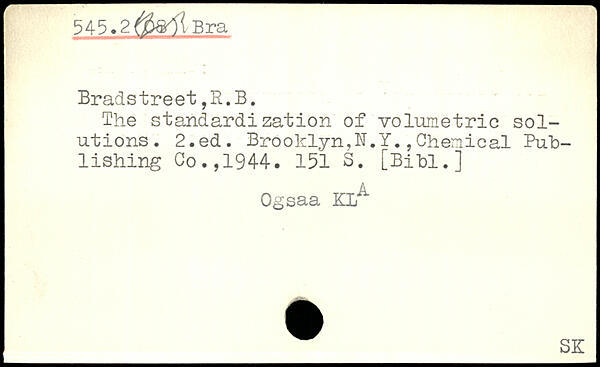 545.2(08) Bra
Bradstreet,R.B.
The standardization of volumetric sol-
utions. 2.ed. Brooklyn,N.Y.,Chemical Pub-
lishing Co.,1944. 151 S. [Bibl.]
Ogsaa KLA
SK